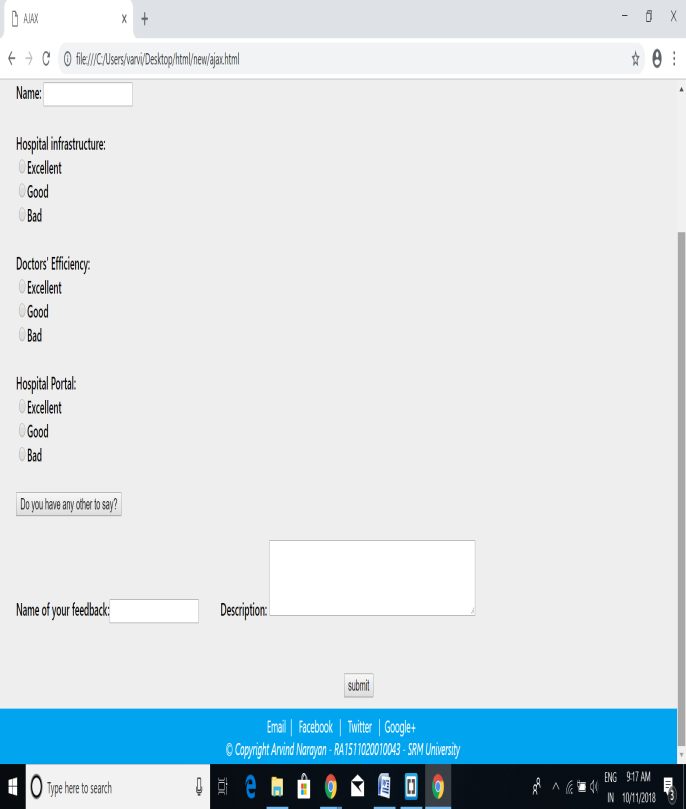 AJAX
file:///C:/Users/varvi/Desktop/html/new/ajax.html
Name:
Hospital infrastructure:
Excellent
Good
Bad
Doctors' Efficiency:
Excellent
Good
Bad
Hospital Portal:
Excellent
Good
Bad
Do you have any other to say?
Name of your feedback: Description:
submit
Email | Facebook | Twitter | Google+
© Copyright Arvind Narayan - RA1511020010043 - SRM University
Type here to search
ENG 9:17 AM
IN 10/11/2018 3